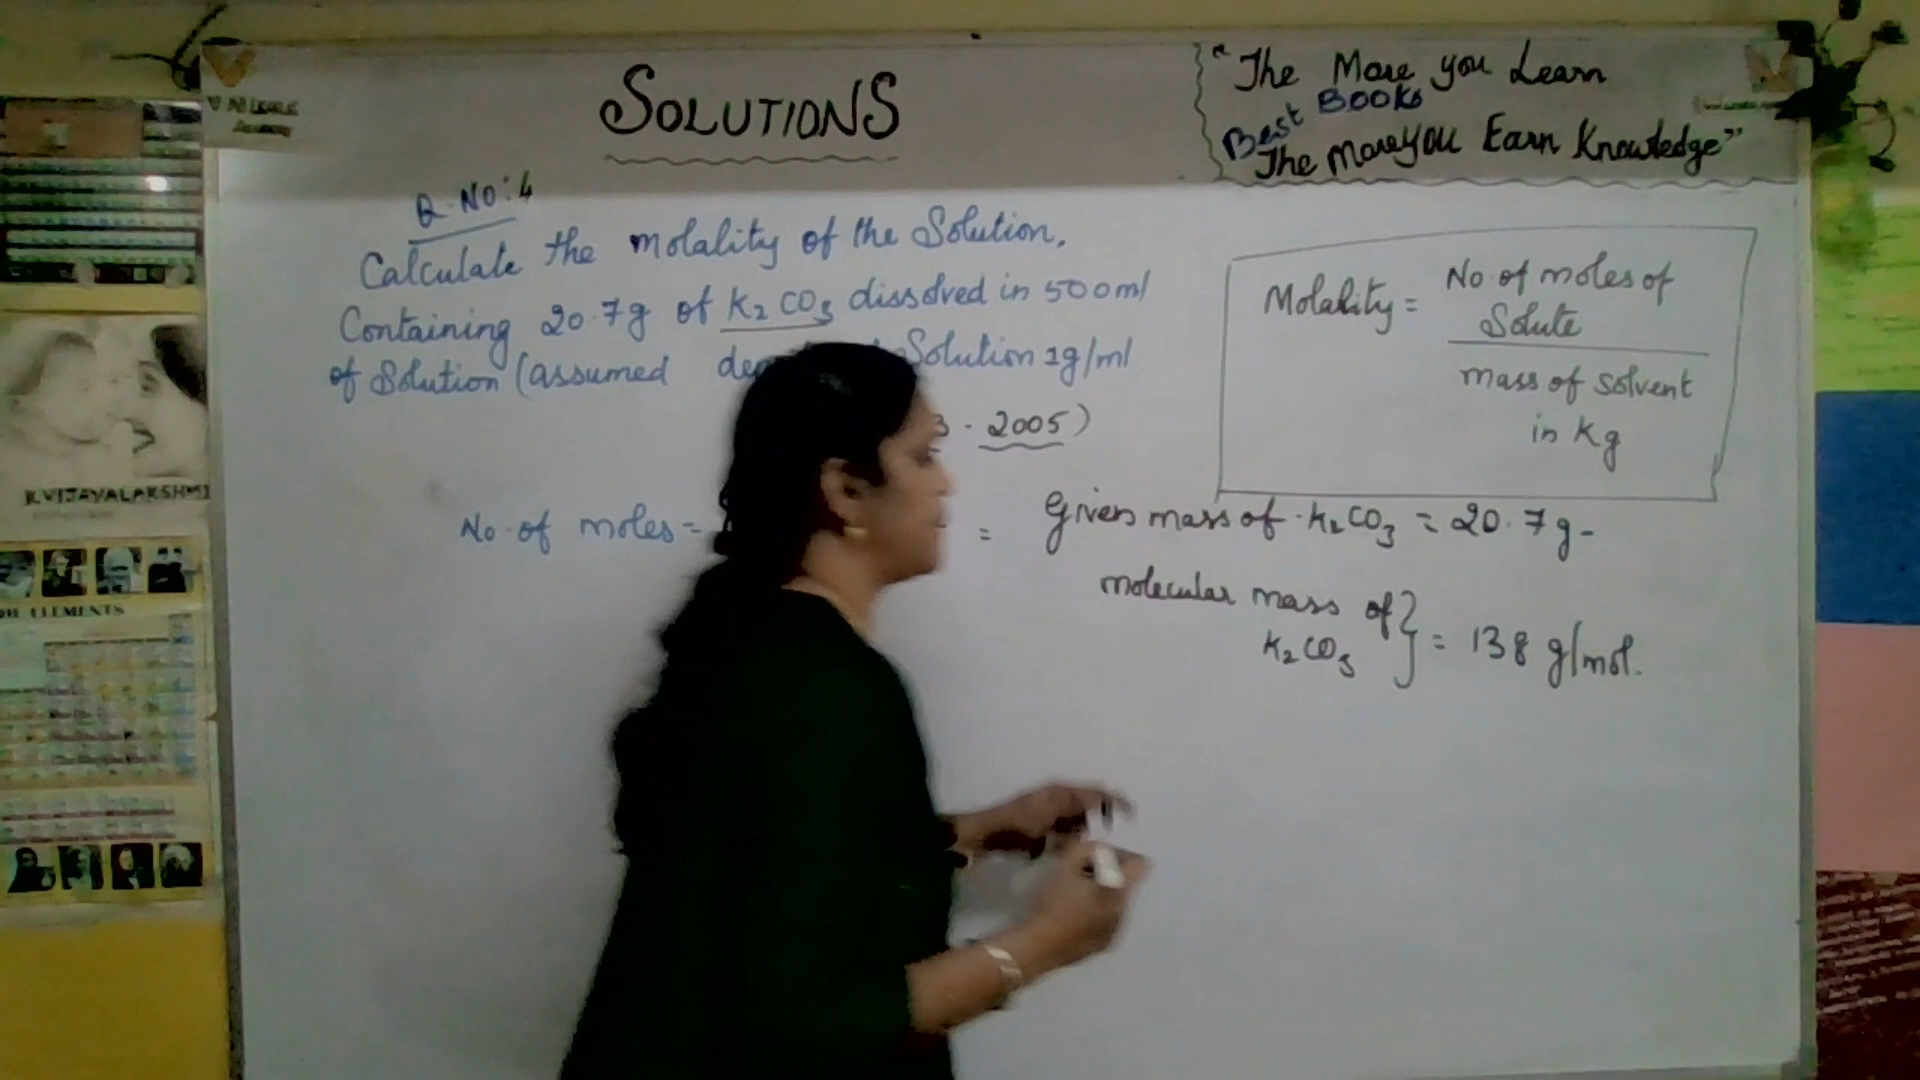 SOLUTIONS
"The More you Learn
Best BOOKS
The More you Earn Knowledge"
Q. NO: 4
Calculate the molality of the Solution,
Containing 20.7g of K₂CO₃ dissolved in 500ml
of Solution (assumed Solution 1g/ml
- 2005)
Molality = No of moles of Solute
mass of solvent
in Kg
No. of moles =
= Given mass of K₂CO₃ = 20.7g-
molecular mass of
K₂CO₃ } = 138 g/mol.
K.VIJAYALAKSHMI
ELEMENTS